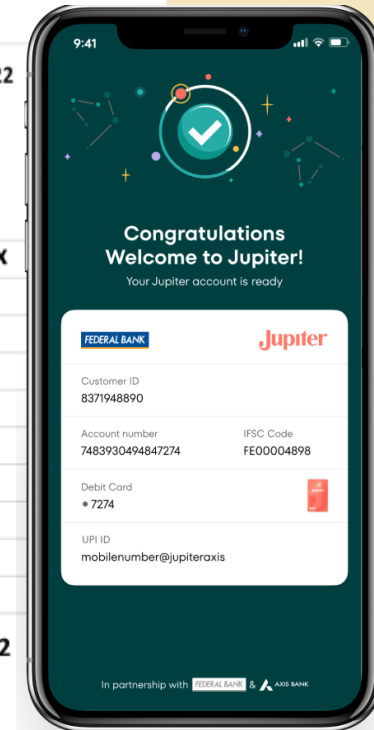 9:41
Congratulations
Welcome to Jupiter!
Your Jupiter account is ready
FEDERAL BANK
Jupiter
Customer ID
8371948890
Account number
IFSC Code
7483930494847274
FE00004898
Debit Card
7274
UPI ID
mobilenumber@jupiteraxis
In partnership with FEDERAL BANK & AXIS BANK